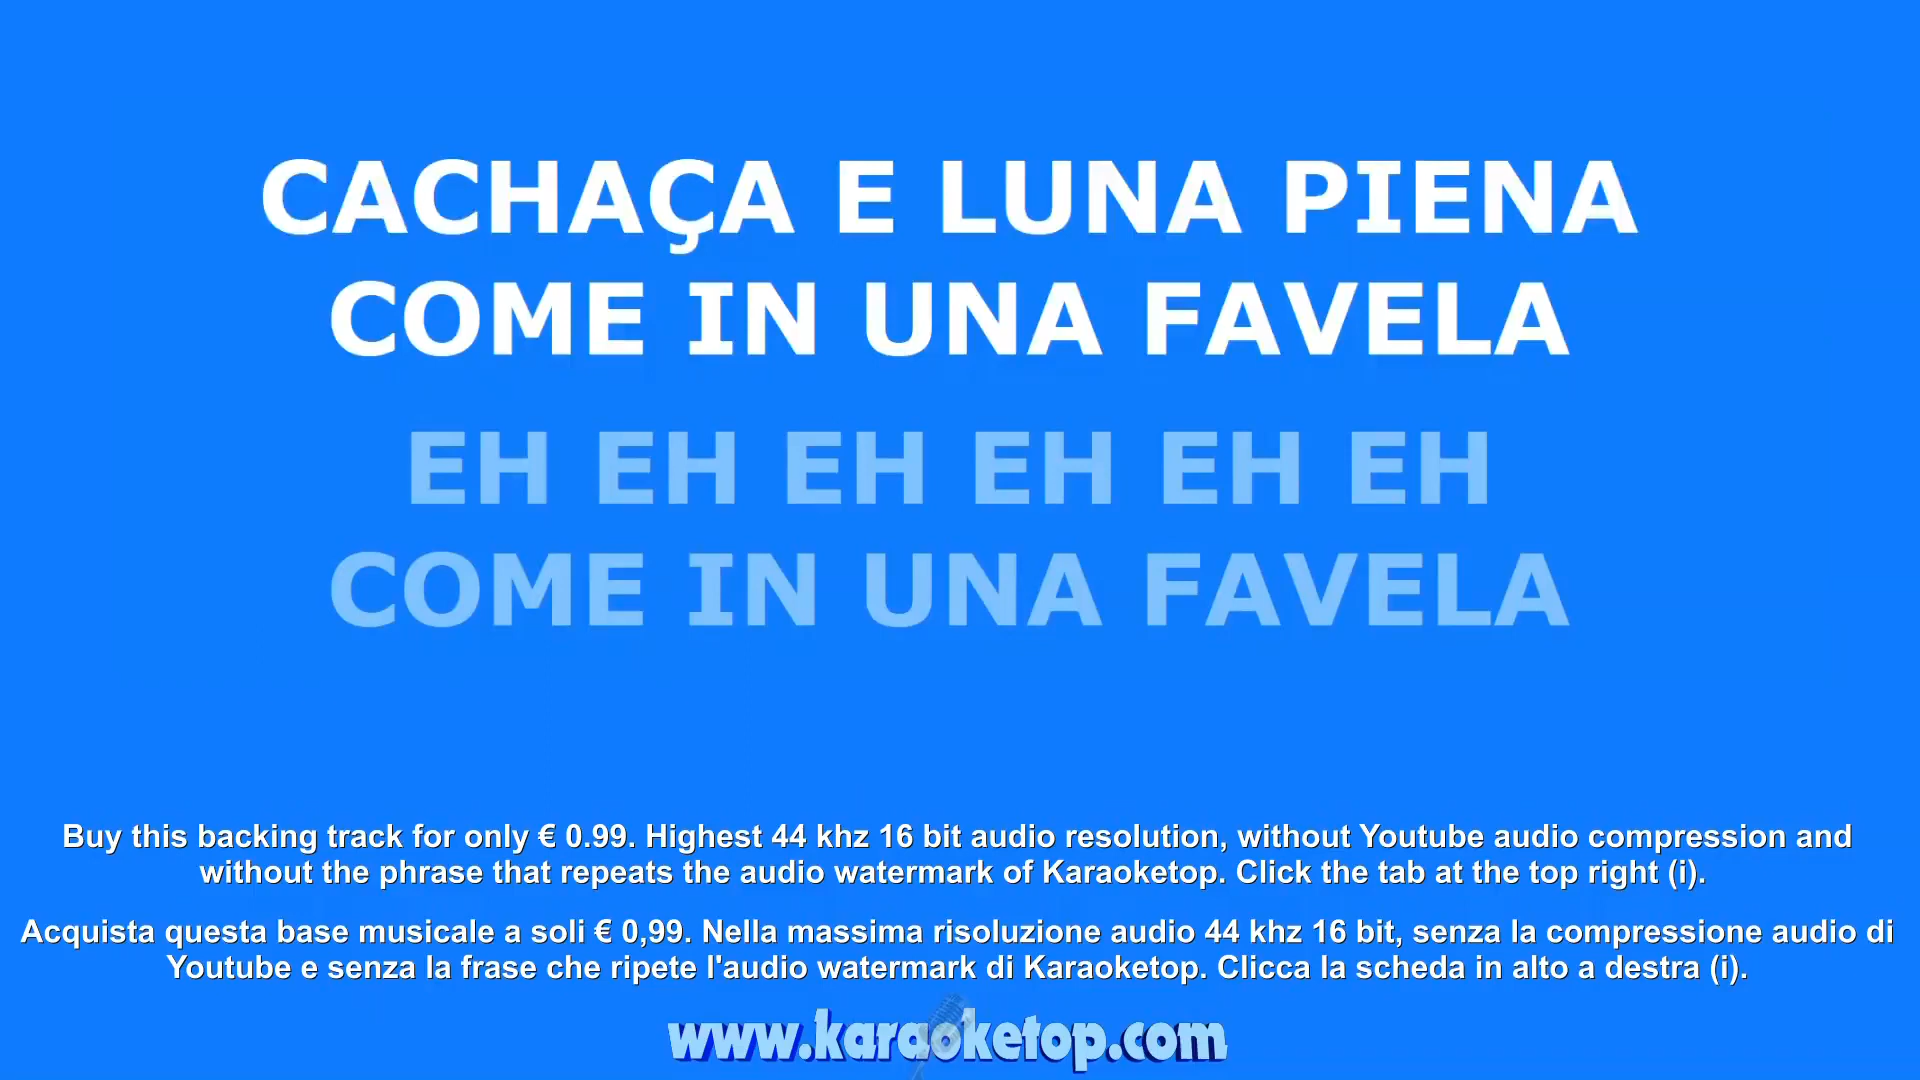 CACHAÇA E LUNA PIENA
COME IN UNA FAVELA
EH EH EH EH EH EH
COME IN UNA FAVELA
Buy this backing track for only € 0.99. Highest 44 khz 16 bit audio resolution, without Youtube audio compression and
without the phrase that repeats the audio watermark of Karaoketop. Click the tab at the top right (i).
Acquista questa base musicale a soli € 0,99. Nella massima risoluzione audio 44 khz 16 bit, senza la compressione audio di
Youtube e senza la frase che ripete l'audio watermark di Karaoketop. Clicca la scheda in alto a destra (i).
www.karaoketop.com